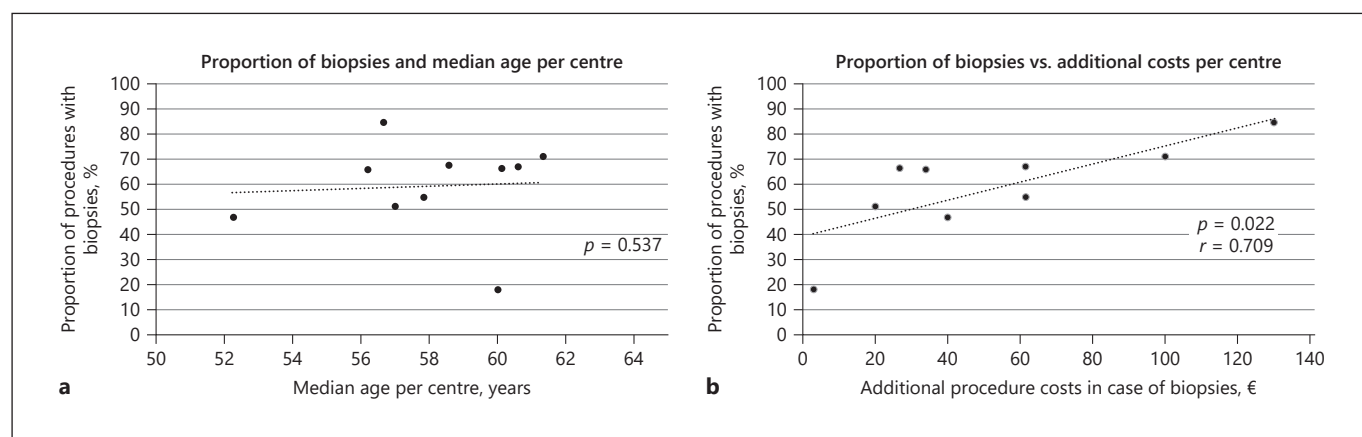 Proportion of biopsies and median age per centre
Proportion of procedures with
biopsies, %
100
90
80
70
60
50
40
30
20
10
0
p = 0.537
50
52
54
56
58
60
62
64
Median age per centre, years
a
Proportion of biopsies vs. additional costs per centre
Proportion of procedures with
biopsies, %
100
90
80
70
60
50
40
30
20
10
0
p = 0.022
r = 0.709
0
20
40
60
80
100
120
140
Additional procedure costs in case of biopsies, €
b